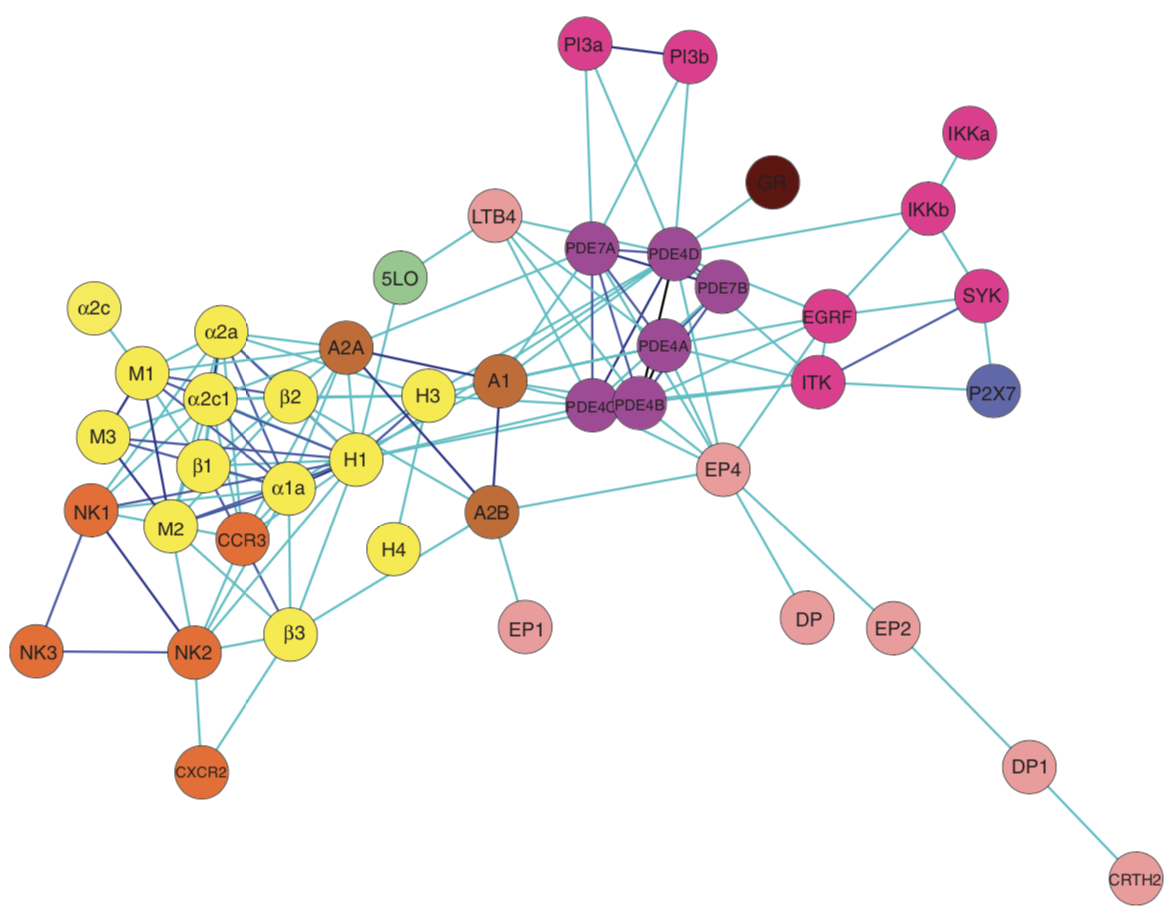 PI3a
PI3b
IKKa
GR
IKKb
LTB4
PDE7A
PDE4D
5LO
PDE7B
SYK
α2c
EGRF
α2a
A2A
PDE4A
M1
A1
ITK
P2X7
α2c1
β2
H3
PDE4C
PDE4B
M3
β1
H1
EP4
α1a
NK1
M2
A2B
CCR3
H4
DP
EP1
EP2
β3
NK3
NK2
DP1
CXCR2
CRTH2